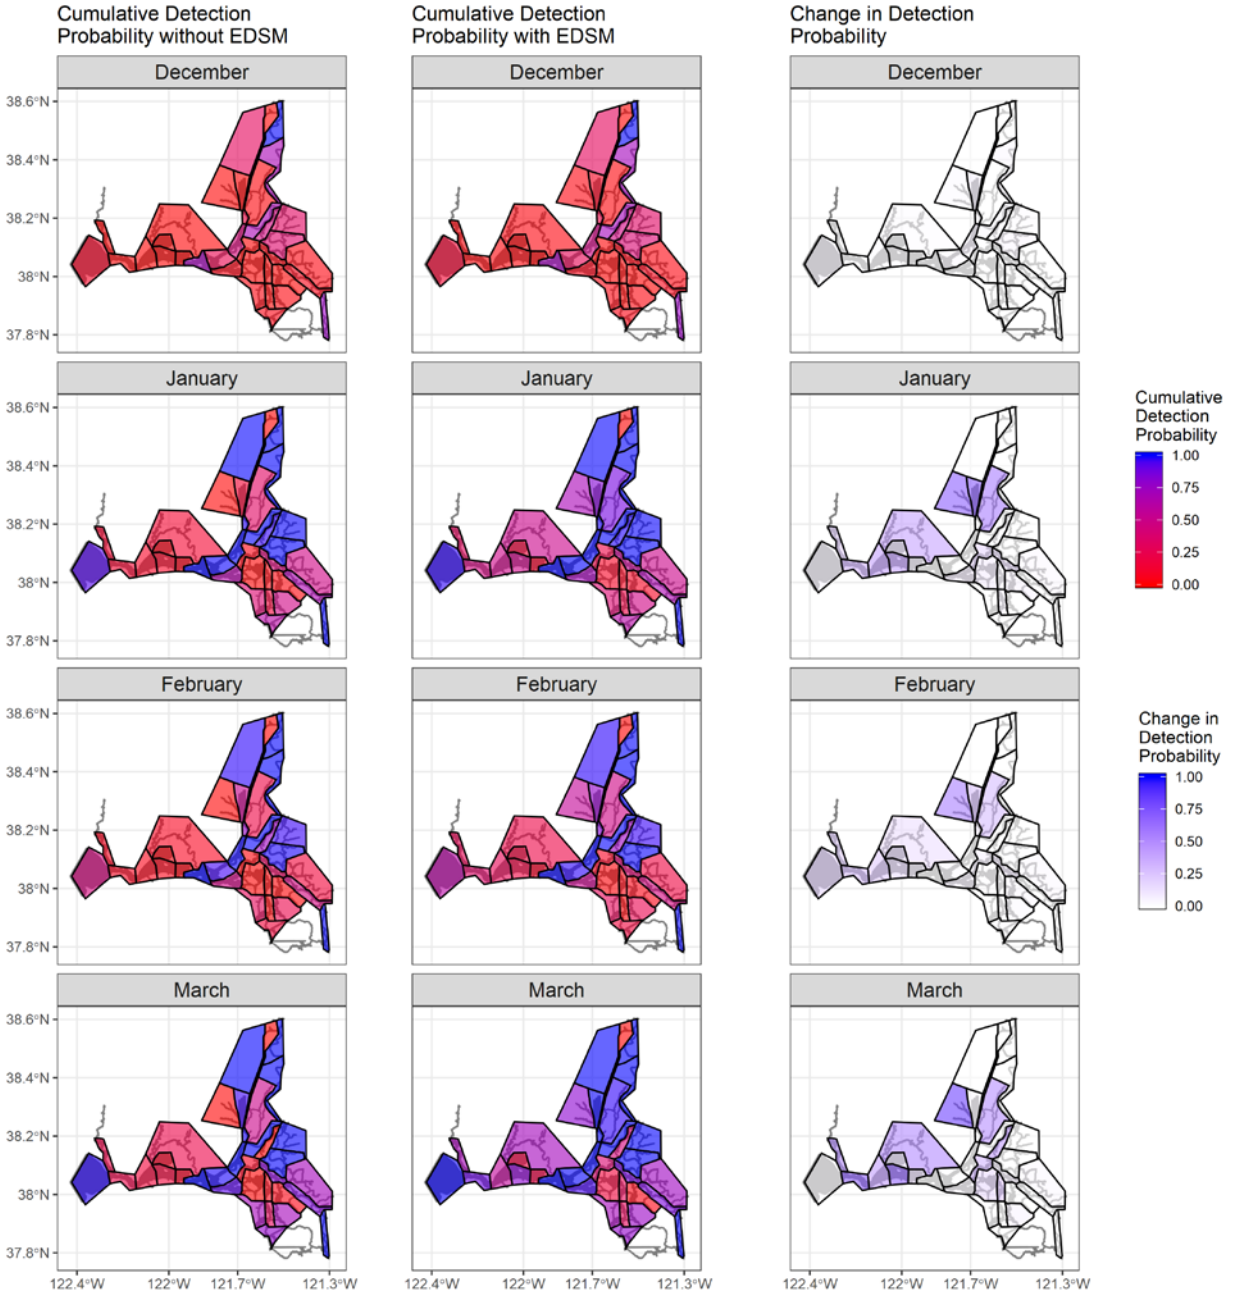 Cumulative Detection
Probability without EDSM
Cumulative Detection
Probability with EDSM
Change in Detection
Probability
December
December
December
38.6°N
38.4°N
38.2°N
38°N
37.8°N
January
January
January
38.6°N
38.4°N
38.2°N
38°N
37.8°N
Cumulative
Detection
Probability
1.00
0.75
0.50
0.25
0.00
February
February
February
38.6°N
38.4°N
38.2°N
38°N
37.8°N
Change in
Detection
Probability
1.00
0.75
0.50
0.25
0.00
March
March
March
38.6°N
38.4°N
38.2°N
38°N
37.8°N
122.4°W 122°W 121.7°W 121.3°W
122.4°W 122°W 121.7°W 121.3°W
122.4°W 122°W 121.7°W 121.3°W